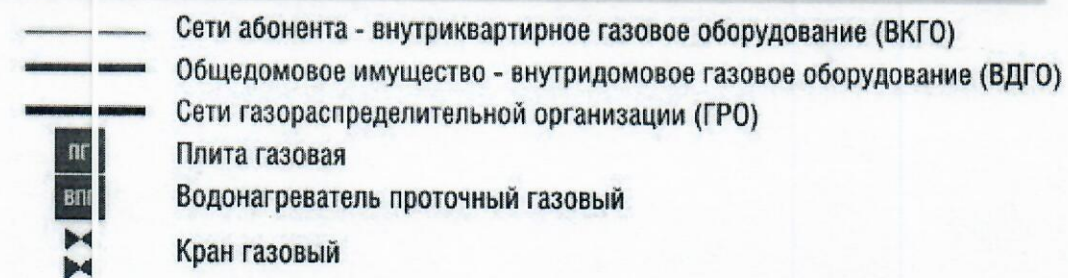 Сети абонента - внутриквартирное газовое оборудование (ВКГО)
Общедомовое имущество - внутридомовое газовое оборудование (ВДГО)
Сети газораспределительной организации (ГРО)
ПГ Плита газовая
ВПГ Водонагреватель проточный газовый
Кран газовый